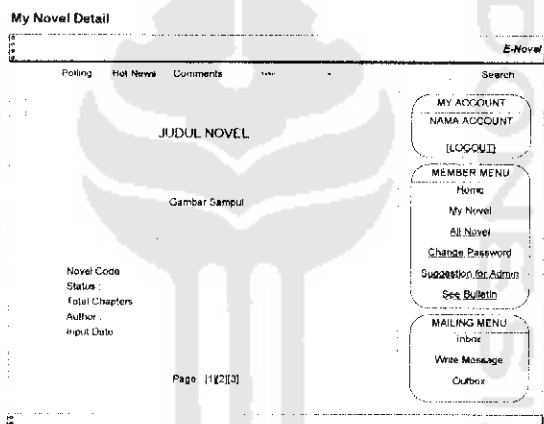 My Novel Detail
E-Novel
Polling Hot News Comments Search
JUDUL NOVEL
Gambar Sampul
Novel Code
Status :
Total Chapters
Author :
Input Date
Page [1][2][3]
MY ACCOUNT
NAMA ACCOUNT
[LOGOUT]
MEMBER MENU
Home
My Novel
All Novel
Change Password
Suggestion for Admin
See Bulletin
MAILING MENU
Inbox
Write Message
Outbox